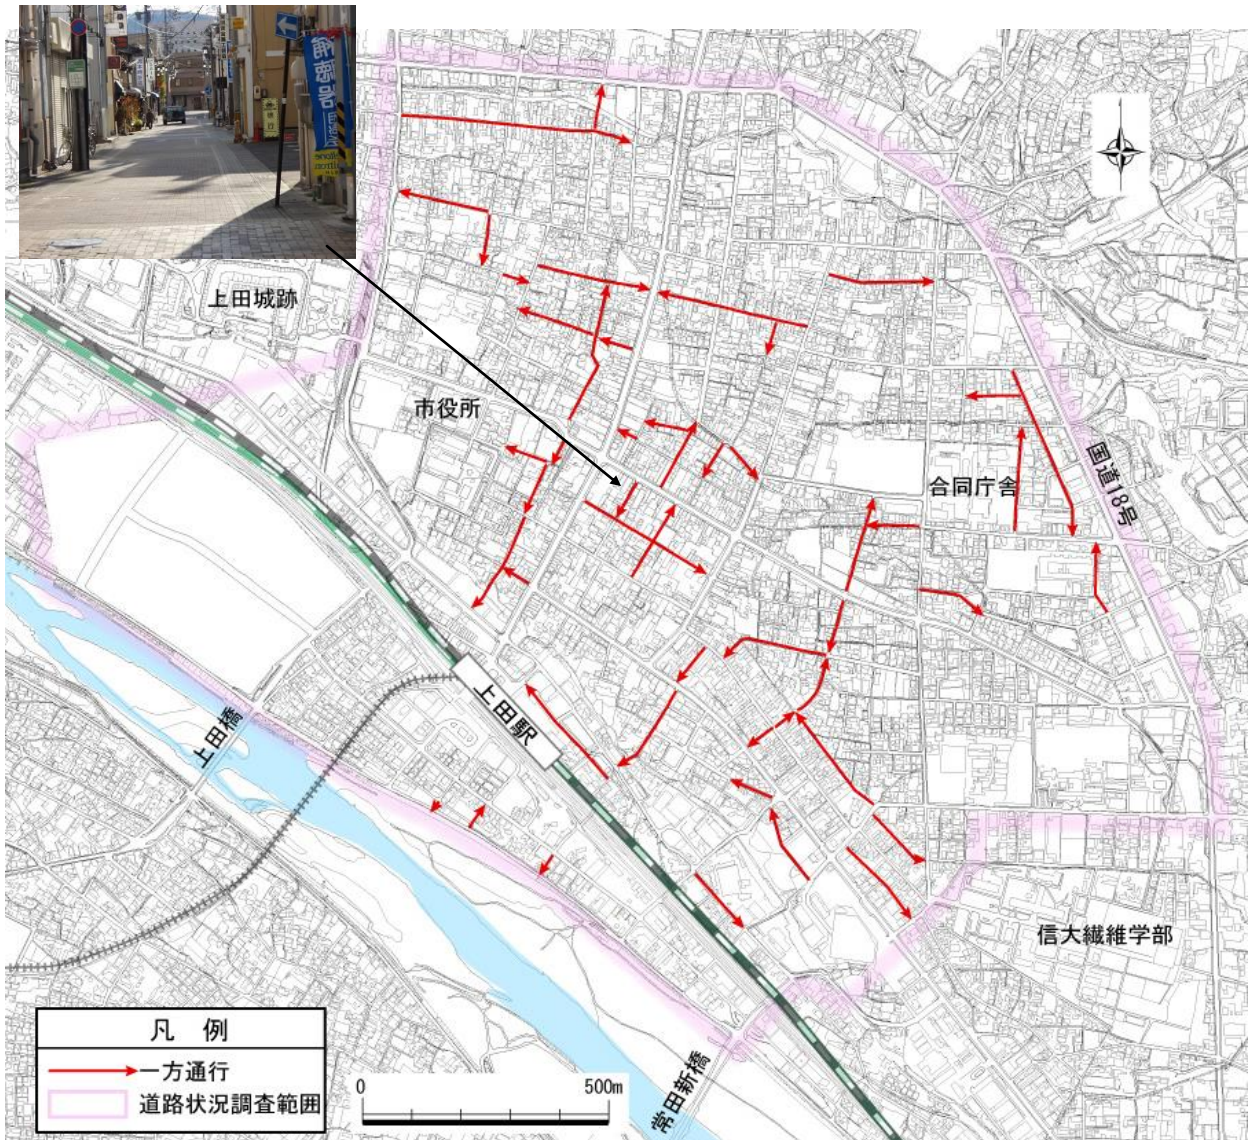 上田城跡
市役所
合同庁舎
国道18号
上田駅
上田橋
信大繊維学部
常田新橋
凡 例
一方通行
道路状況調査範囲
0 500m